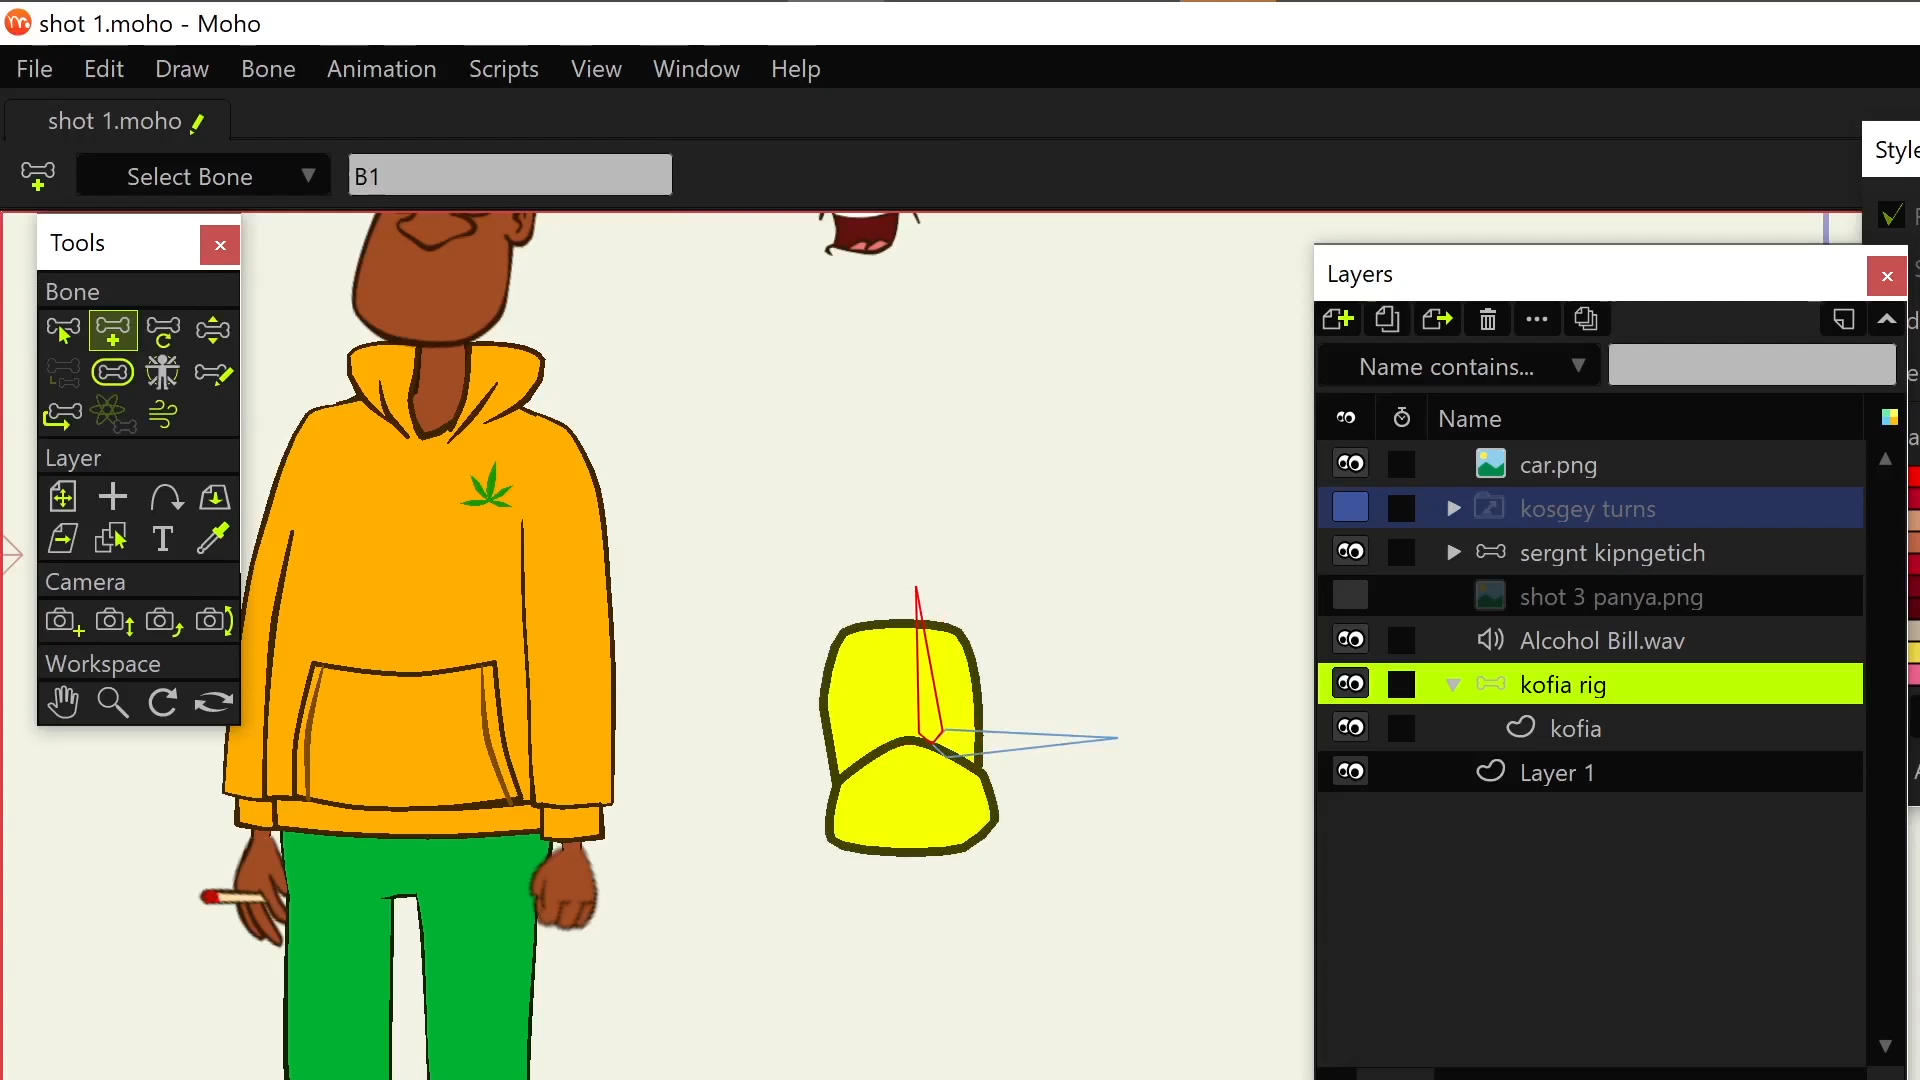 shot 1.moho - Moho
File Edit Draw Bone Animation Scripts View Window Help
shot 1.moho
Select Bone
B1
Style
Tools
Bone
Layer
Camera
Workspace
Layers
Name contains...
Name
car.png
kosgey turns
sergnt kipngetich
shot 3 panya.png
Alcohol Bill.wav
kofia rig
kofia
Layer 1